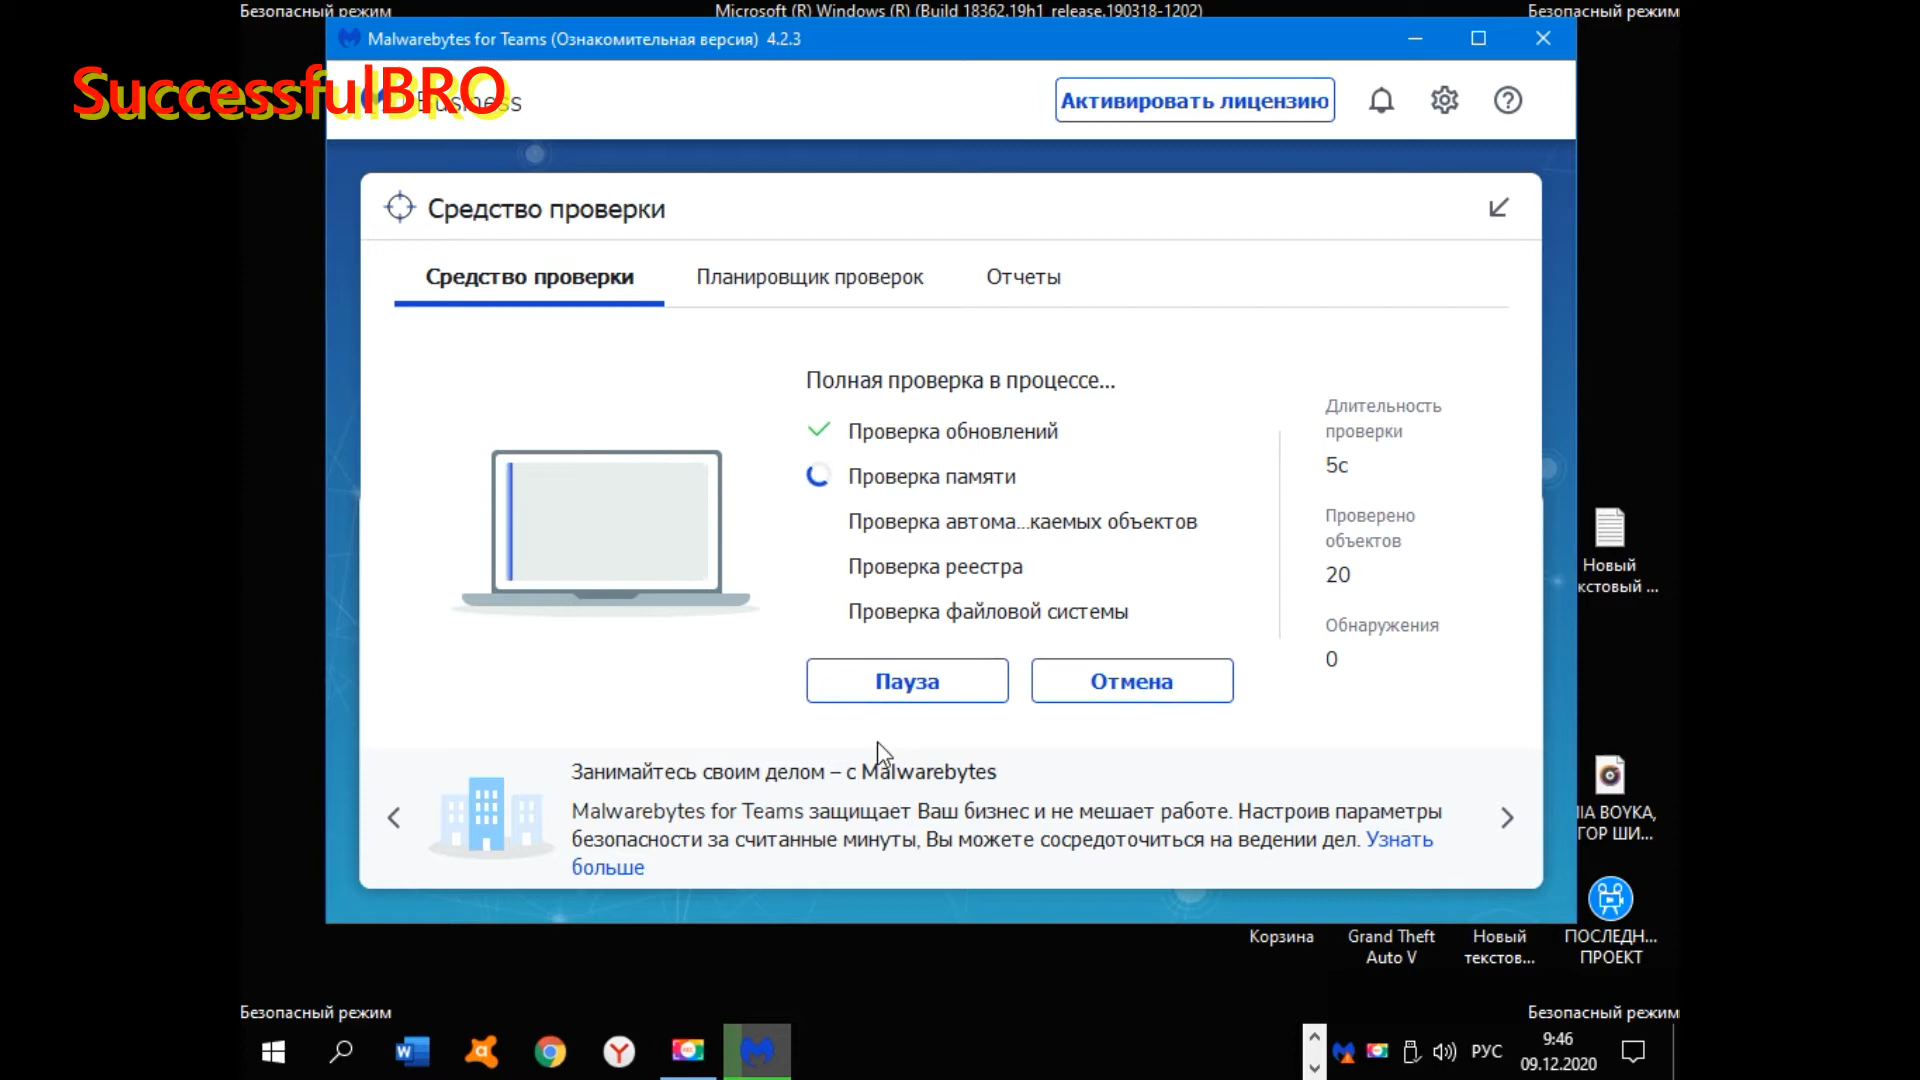 Безопасный режим
Microsoft (R) Windows (R) (Build 18362.19h1_release.190318-1202)
Безопасный режим
Malwarebytes for Teams (Ознакомительная версия) 4.2.3
SuccessfulBRO
Business
Активировать лицензию
Средство проверки
Средство проверки
Планировщик проверок
Отчеты
Полная проверка в процессе...
Проверка обновлений
Проверка памяти
Проверка автома...каемых объектов
Проверка реестра
Проверка файловой системы
Длительность
проверки
5с
Проверено
объектов
20
Обнаружения
0
Пауза
Отмена
Занимайтесь своим делом – с Malwarebytes
Malwarebytes for Teams защищает Ваш бизнес и не мешает работе. Настроив параметры
безопасности за считанные минуты, Вы можете сосредоточиться на ведении дел. Узнать
больше
Новый
кстовый ...
IA BOYKA,
ГОР ШИ...
Корзина
Grand Theft
Auto V
Новый
текстов...
ПОСЛЕДН...
ПРОЕКТ
Безопасный режим
Безопасный режим
РУС
9:46
09.12.2020